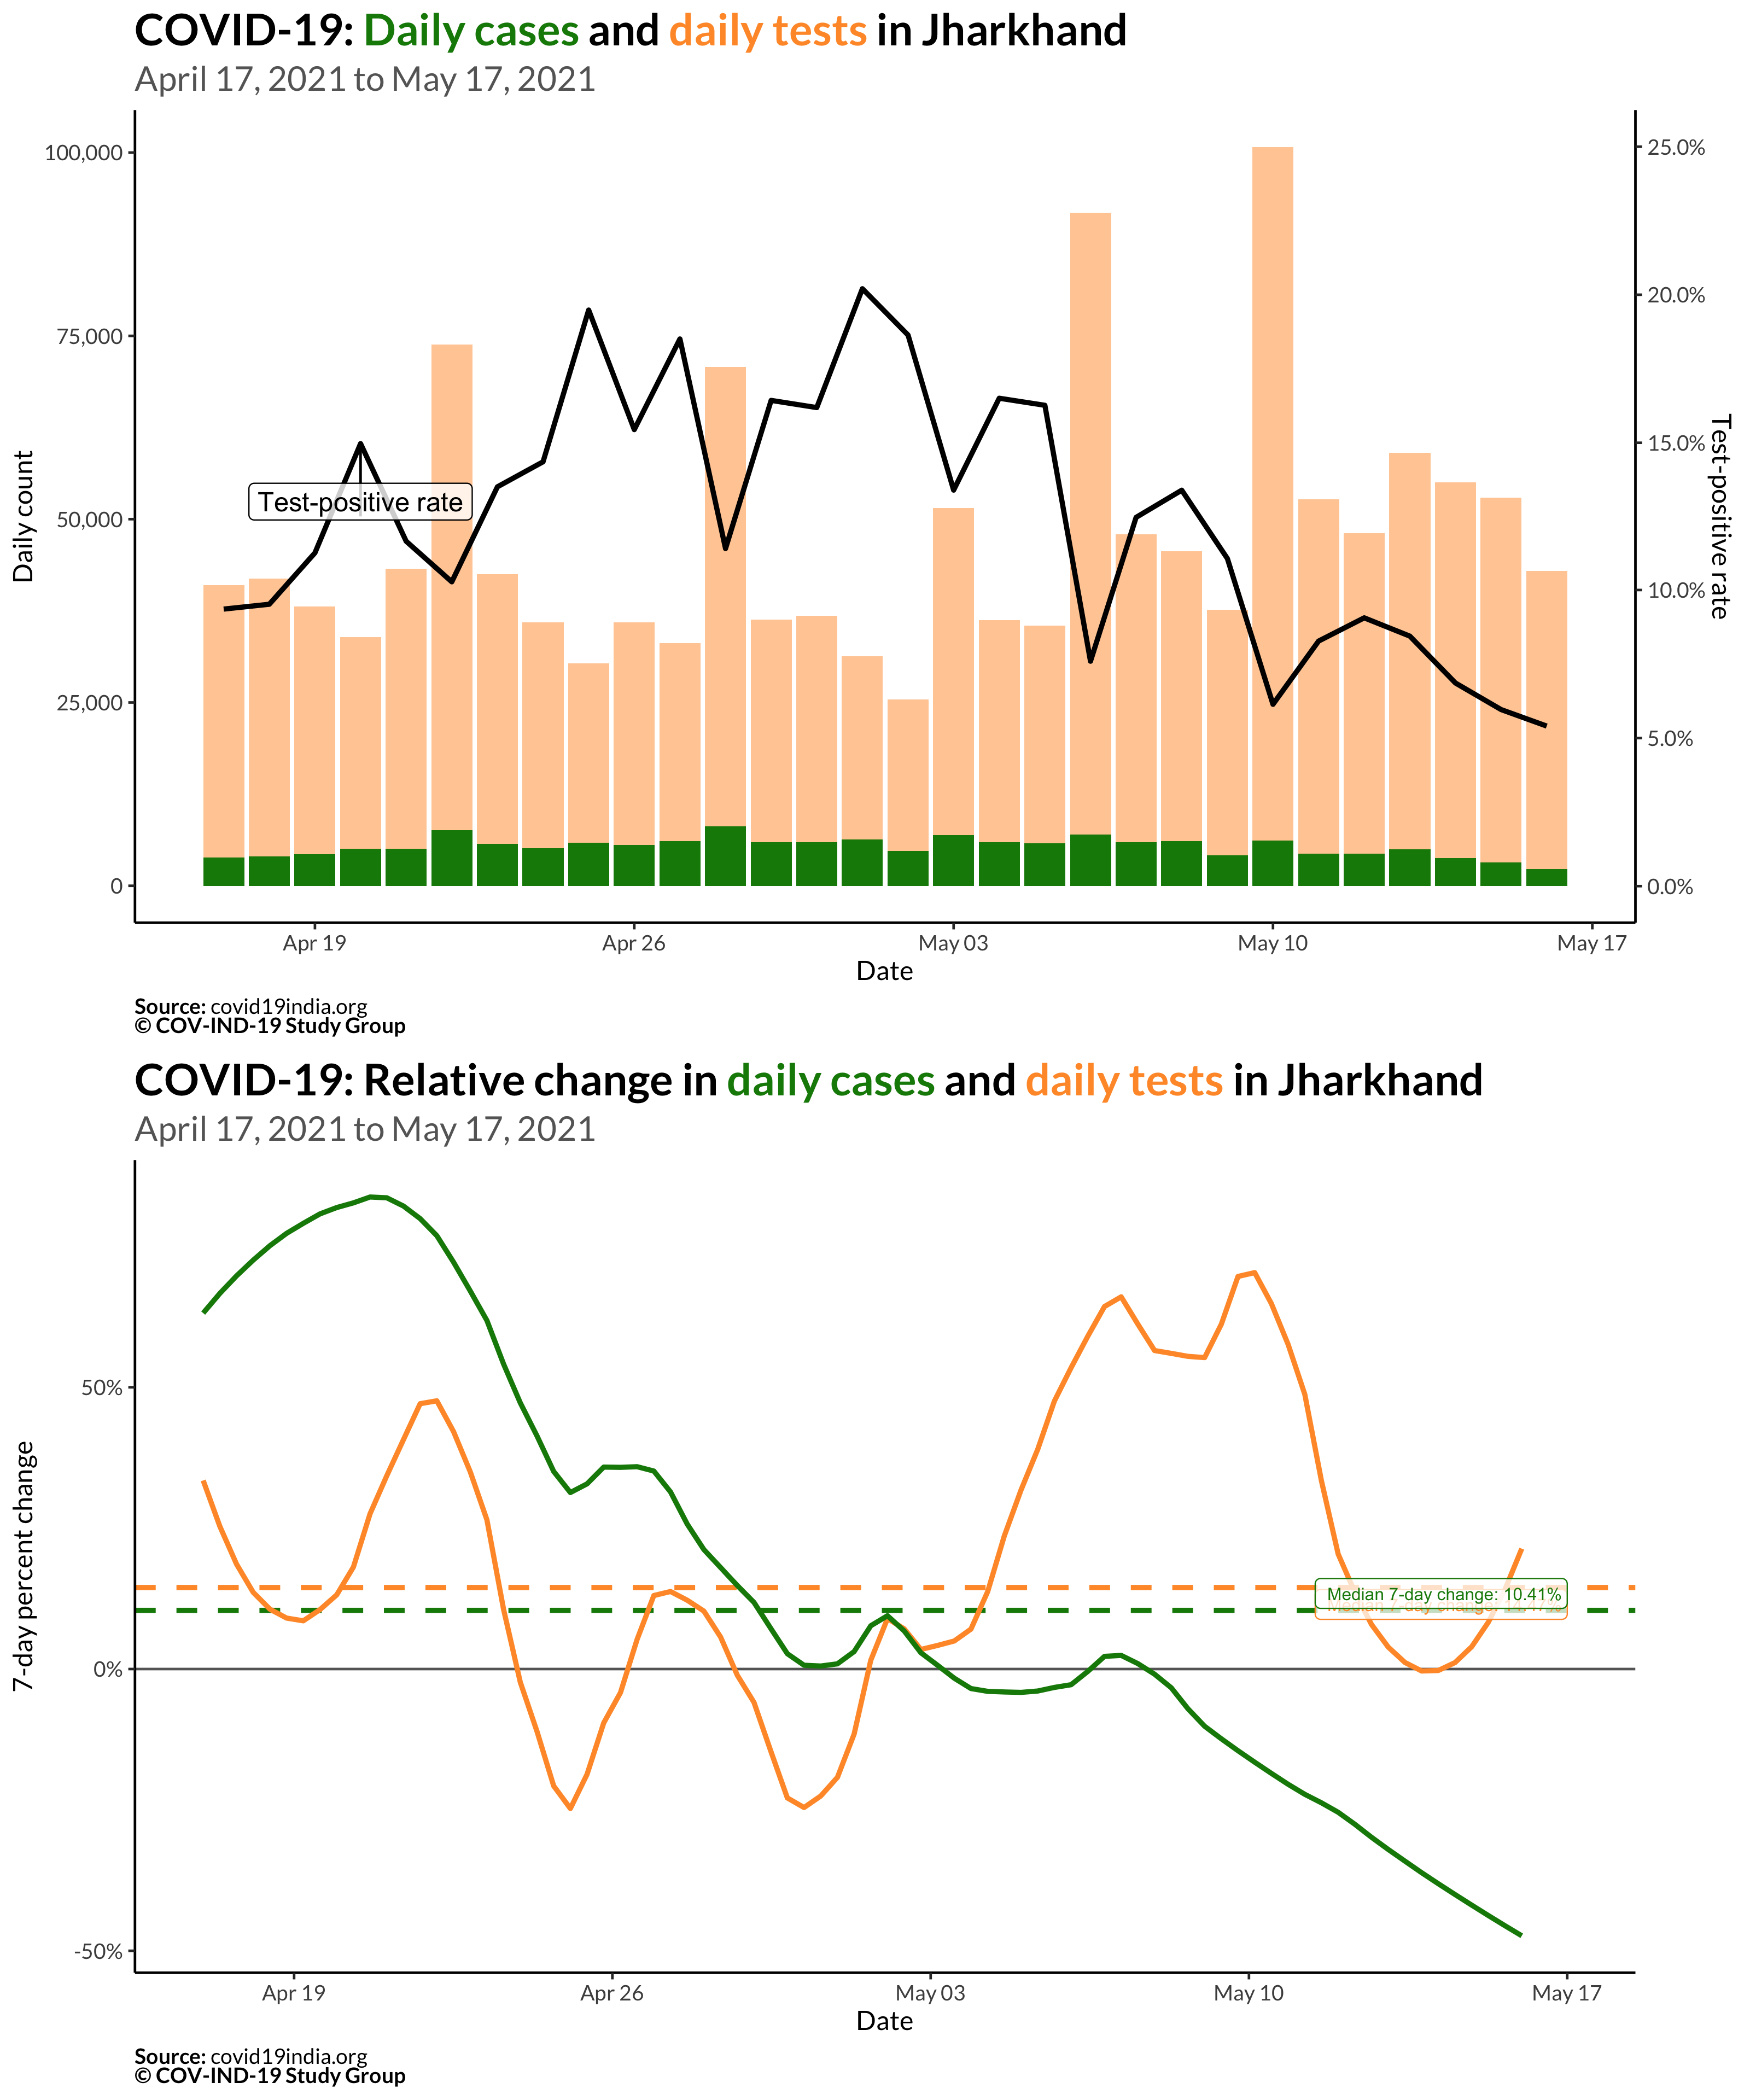 COVID-19: Daily cases and daily tests in Jharkhand
April 17, 2021 to May 17, 2021
100,000
75,000
50,000
25,000
0
Daily count
25.0%
20.0%
15.0%
10.0%
5.0%
0.0%
Test-positive rate
Test-positive rate
Apr 19
Apr 26
May 03
May 10
May 17
Date
Source: covid19india.org
© COV-IND-19 Study Group
COVID-19: Relative change in daily cases and daily tests in Jharkhand
April 17, 2021 to May 17, 2021
50%
0%
-50%
7-day percent change
Median 7-day change: 10.41%
Median 7-day change:
Apr 19
Apr 26
May 03
May 10
May 17
Date
Source: covid19india.org
© COV-IND-19 Study Group